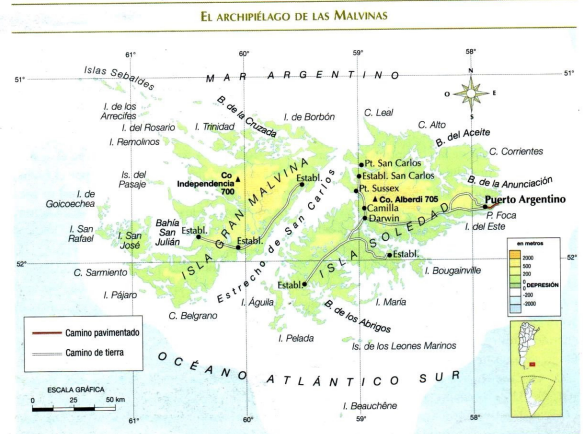 EL ARCHIPIÉLAGO DE LAS MALVINAS
61°
60°
59°
58°
51°
51°
Islas Sebaldes
MAR ARGENTINO
N
O
E
S
I. de los
Arrecifes
B. de la Cruzada
I. de Borbón
C. Leal
C. Alto
B. del Aceite
I. del Rosario
I. Trinidad
I. Remolinos
C. Corrientes
Pt. San Carlos
Is. del
Pasaje
Co
Independencia
700
Establ.
Establ. San Carlos
Pt. Sussex
B. de la Anunciación
I. de
Goicoechea
Co. Alberdi 705
Puerto Argentino
Camilla
Darwin
P. Foca
I. del Este
Bahía
San
Julián
Establ.
ISLA GRAN MALVINA
Estrecho de San Carlos
ISLA SOLEDAD
I. San
Rafael
I. San
José
Establ.
Establ.
52°
52°
C. Sarmiento
I. Bougainville
Establ.
I. Pájaro
I. Águila
I. María
C. Belgrano
B. de los Abrigos
I. Pelada
Is. de los Leones Marinos
en metros
2000
500
200
0
0
DEPRESIÓN
-200
-2000
Camino pavimentado
Camino de tierra
OCÉANO ATLÁNTICO SUR
ESCALA GRÁFICA
0
25
50 km
I. Beauchêne
61°
60°
59°
58°